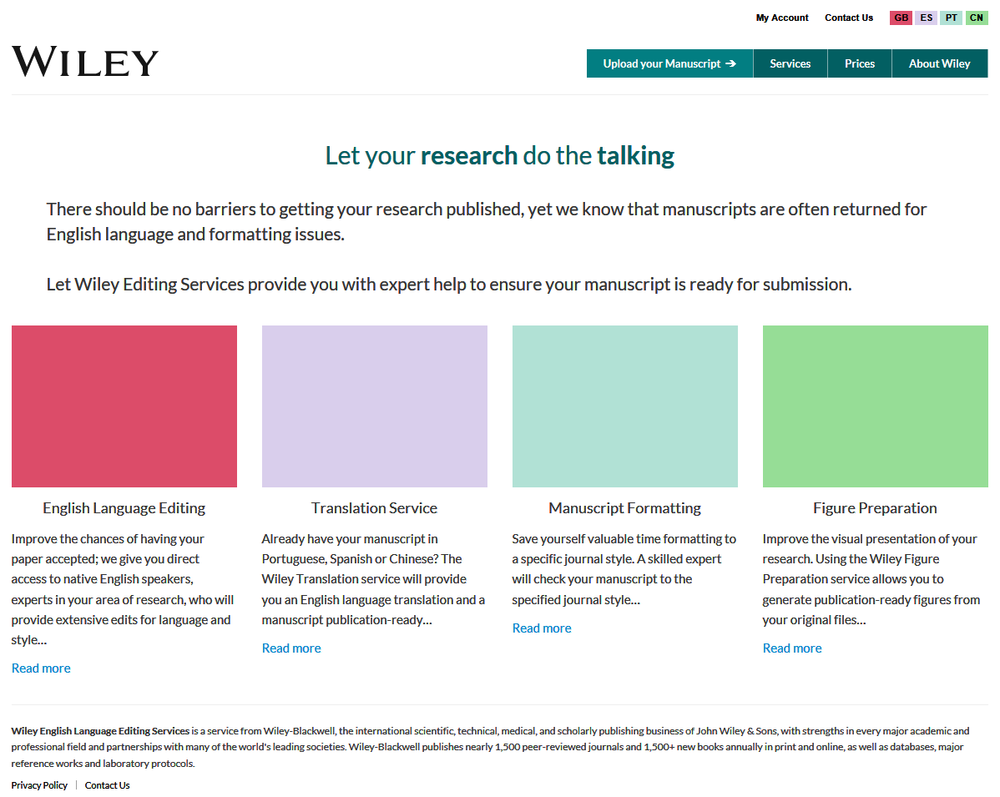 My Account Contact Us GB ES PT CN
WILEY
Upload your Manuscript → Services Prices About Wiley
Let your research do the talking
There should be no barriers to getting your research published, yet we know that manuscripts are often returned for
English language and formatting issues.
Let Wiley Editing Services provide you with expert help to ensure your manuscript is ready for submission.
English Language Editing
Improve the chances of having your
paper accepted; we give you direct
access to native English speakers,
experts in your area of research, who will
provide extensive edits for language and
style...
Read more
Translation Service
Already have your manuscript in
Portuguese, Spanish or Chinese? The
Wiley Translation service will provide
you an English language translation and a
manuscript publication-ready...
Read more
Manuscript Formatting
Save yourself valuable time formatting to
a specific journal style. A skilled expert
will check your manuscript to the
specified journal style...
Read more
Figure Preparation
Improve the visual presentation of your
research. Using the Wiley Figure
Preparation service allows you to
generate publication-ready figures from
your original files...
Read more
Wiley English Language Editing Services is a service from Wiley-Blackwell, the international scientific, technical, medical, and scholarly publishing business of John Wiley & Sons, with strengths in every major academic and
professional field and partnerships with many of the world's leading societies. Wiley-Blackwell publishes nearly 1,500 peer-reviewed journals and 1,500+ new books annually in print and online, as well as databases, major
reference works and laboratory protocols.
Privacy Policy | Contact Us